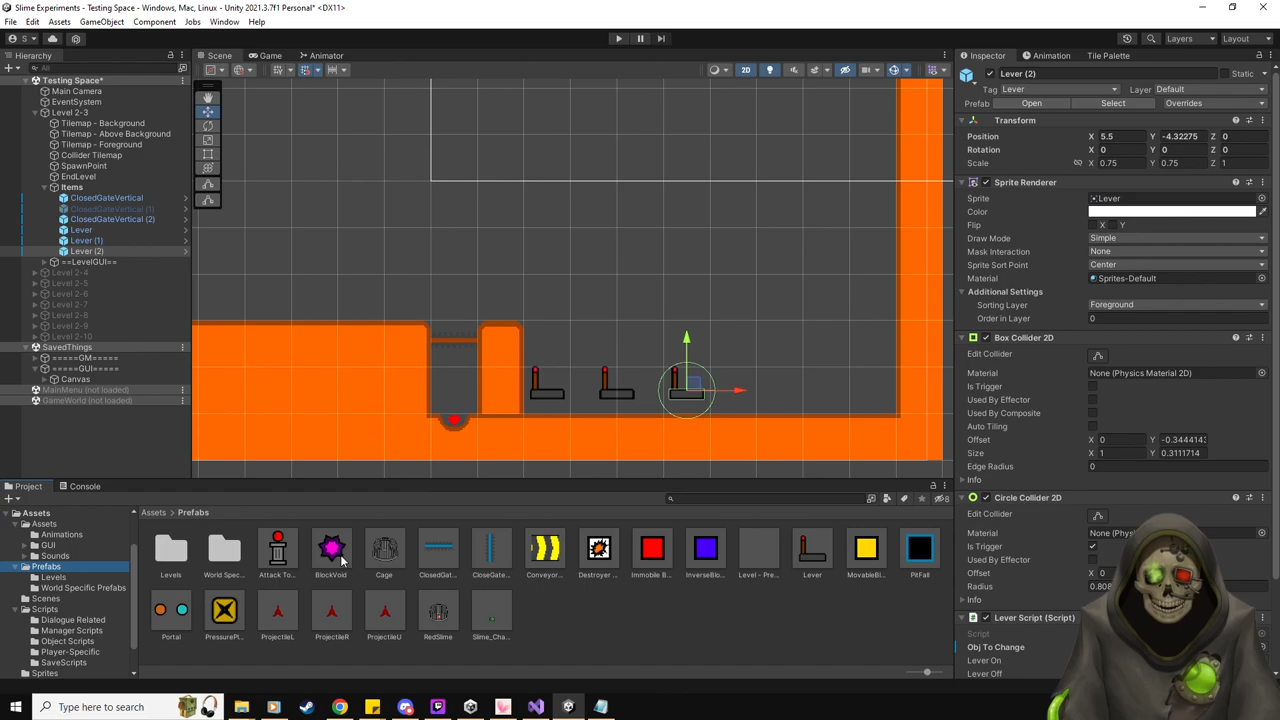 Slime Experiments - Testing Space - Windows, Mac, Linux - Unity 2021.3.7f1 Personal* <DX11>
File Edit Assets GameObject Component Jobs Window Help
S Layers Layout
Hierarchy
All
Testing Space*
Main Camera
EventSystem
Level 2-3
Tilemap - Background
Tilemap - Above Background
Tilemap - Foreground
Collider Tilemap
SpawnPoint
EndLevel
Items
ClosedGateVertical
ClosedGateVertical (1)
ClosedGateVertical (2)
Lever
Lever (1)
Lever (2)
==LevelGUI==
Level 2-4
Level 2-5
Level 2-6
Level 2-7
Level 2-8
Level 2-9
Level 2-10
SavedThings
=====GM=====
=====GUI=====
Canvas
MainMenu (not loaded)
GameWorld (not loaded)
Scene Game Animator
2D
Inspector Animation Tile Palette
Lever (2) Static
Tag Lever Layer Default
Prefab Open Select Overrides
Transform
Position X 5.5 Y -4.32275 Z 0
Rotation X 0 Y 0 Z 0
Scale X 0.75 Y 0.75 Z 1
Sprite Renderer
Sprite Lever
Color
Flip X Y
Draw Mode Simple
Mask Interaction None
Sprite Sort Point Center
Material Sprites-Default
Additional Settings
Sorting Layer Foreground
Order in Layer 0
Box Collider 2D
Edit Collider
Material None (Physics Material 2D)
Is Trigger
Used By Effector
Used By Composite
Auto Tiling
Offset X 0 Y -0.344414
Size X 1 Y 0.3111714
Edge Radius 0
Info
Circle Collider 2D
Edit Collider
Material None (Phy
Is Trigger
Used By Effector
Offset X 0
Radius 0.808
Info
Lever Script (Script)
Script
Obj To Change
Lever On
Lever Off
Project Console
8
Assets
Assets
Animations
GUI
Sounds
Prefabs
Levels
World Specific Prefabs
Scenes
Scripts
Dialogue Related
Manager Scripts
Object Scripts
Player-Specific
SaveScripts
Sprites
Assets > Prefabs
Levels World Spec... Attack To... BlockVoid Cage ClosedGat... CloseGate... Conveyor... Destroyer ... Immobile B... InverseBlo... Level - Pre... Lever MovableBl... PitFall
Portal PressurePl... ProjectileL ProjectileR ProjectileU RedSlime Slime_Cha...
Type here to search